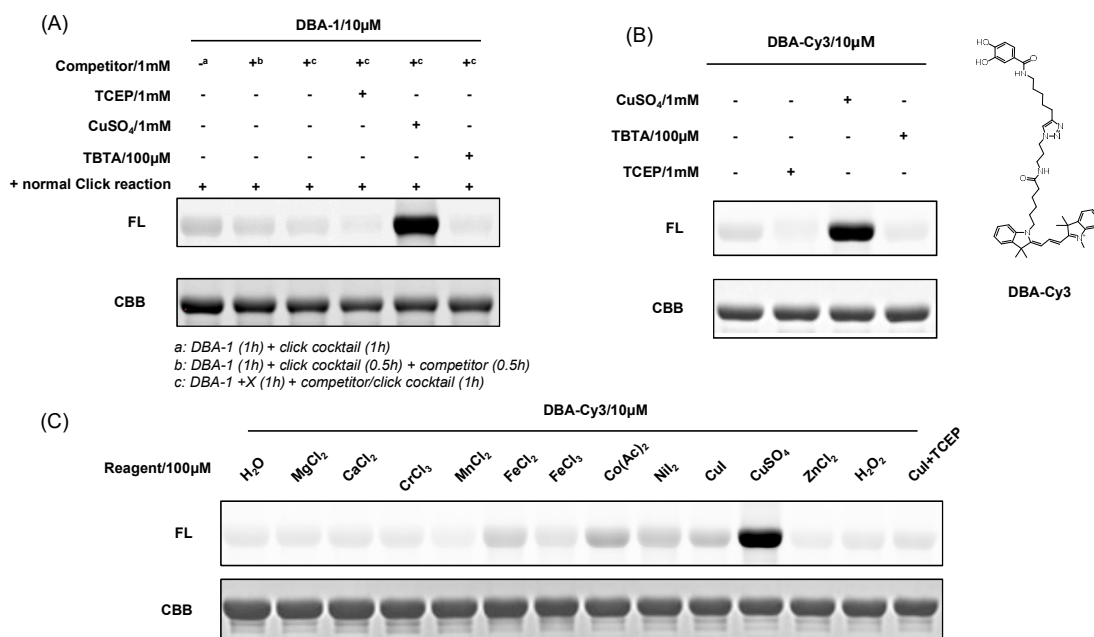 (A)
DBA-1/10μM
Competitor/1mM -ᵃ +ᵇ +ᶜ +ᶜ +ᶜ +ᶜ
TCEP/1mM - - - + - -
CuSO₄/1mM - - - - + -
TBTA/100μM - - - - - +
+ normal Click reaction + + + + + +
FL
CBB
a: DBA-1 (1h) + click cocktail (1h)
b: DBA-1 (1h) + click cocktail (0.5h) + competitor (0.5h)
c: DBA-1 +X (1h) + competitor/click cocktail (1h)
(B)
DBA-Cy3/10μM
CuSO₄/1mM - - + -
TBTA/100μM - - - +
TCEP/1mM - + - -
FL
CBB
HO
HO
O
NH
N
N
N
NH
O
N
N⁺
DBA-Cy3
(C)
DBA-Cy3/10μM
Reagent/100μM H₂O MgCl₂ CaCl₂ CrCl₃ MnCl₂ FeCl₂ FeCl₃ Co(Ac)₂ NiI₂ CuI CuSO₄ ZnCl₂ H₂O₂ CuI+TCEP
FL
CBB